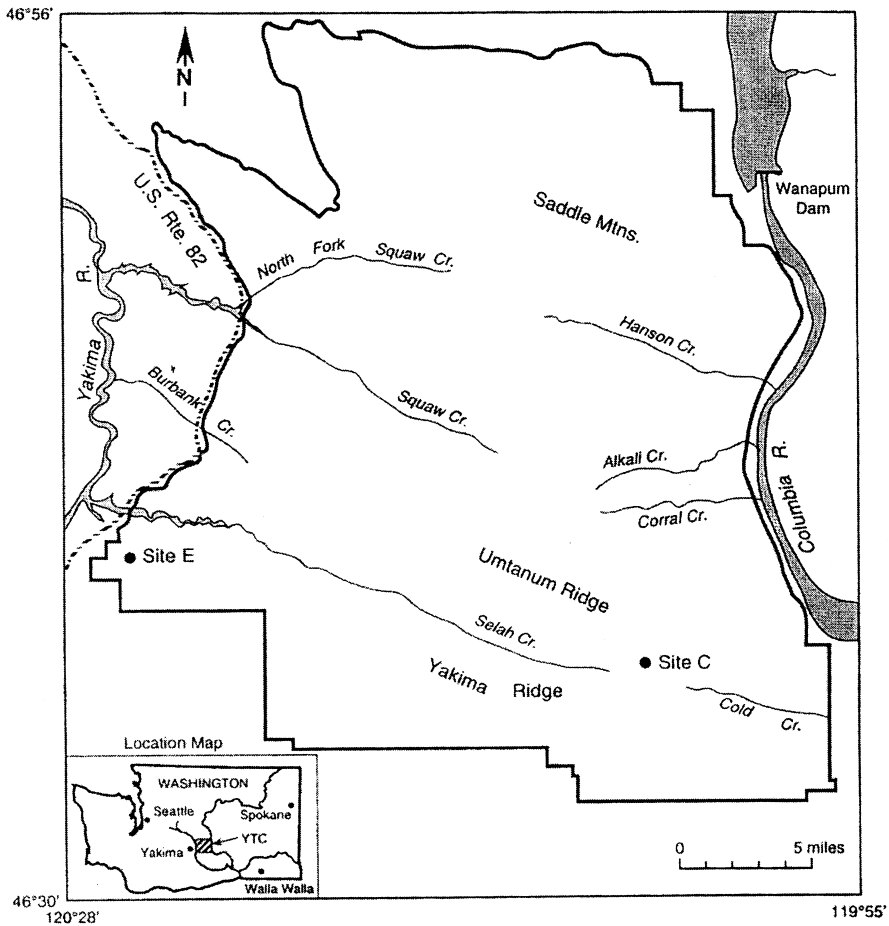 46°56'
N
U.S. Rte. 82
Wanapum
Dam
Saddle Mtns.
North Fork Squaw Cr.
Yakima R.
Hanson Cr.
Burbank Cr.
Squaw Cr.
Alkali Cr.
Corral Cr.
Columbia R.
Site E
Umtanum Ridge
Selah Cr.
Site C
Yakima Ridge
Cold Cr.
Location Map
WASHINGTON
Seattle
Spokane
YTC
Yakima
Walla Walla
0 5 miles
46°30'
120°28'
119°55'